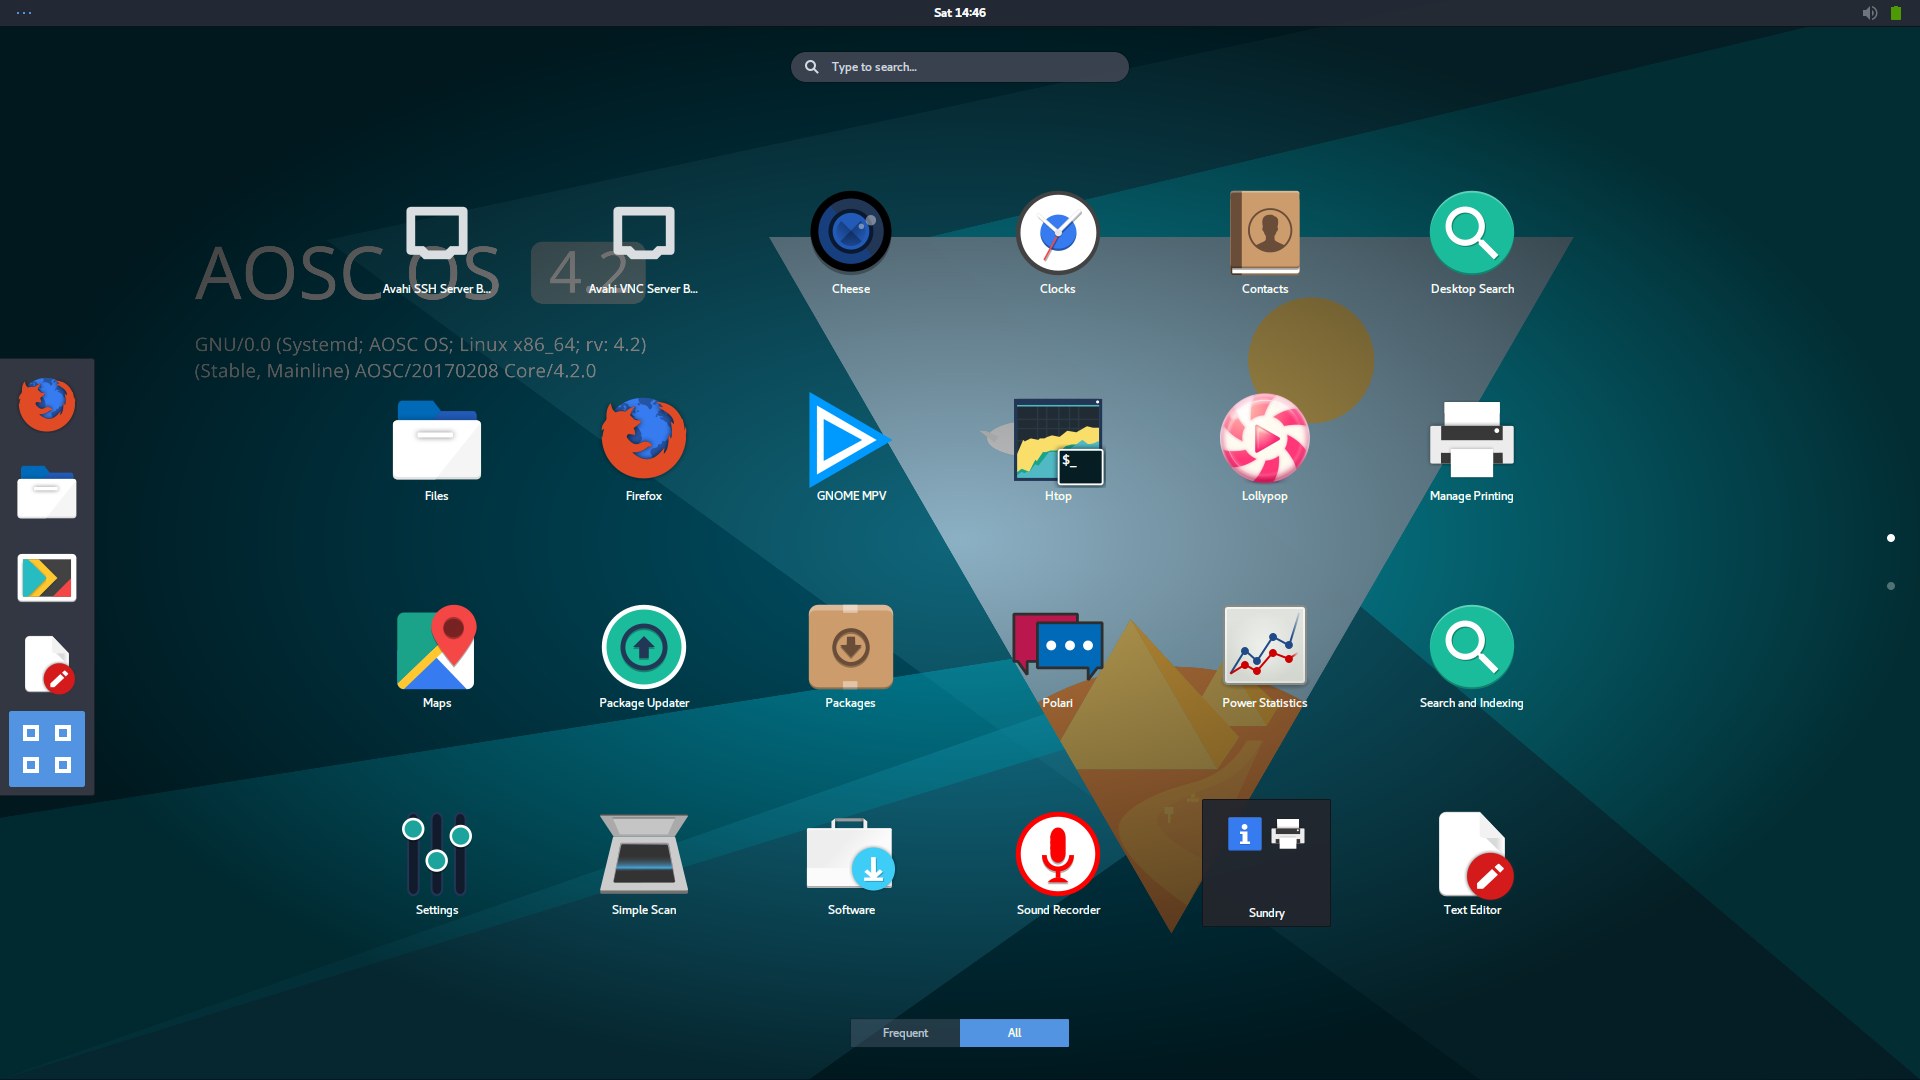 Sat 14:46
Type to search...
AOSC OS 4.2
Avahi SSH Server B...
Avahi VNC Server B...
Cheese
Clocks
Contacts
Desktop Search
GNU/0.0 (Systemd; AOSC OS; Linux x86_64; rv: 4.2)
(Stable, Mainline) AOSC/20170208 Core/4.2.0
$_
Files
Firefox
GNOME MPV
Htop
Lollypop
Manage Printing
Maps
Package Updater
Packages
Polari
Power Statistics
Search and Indexing
Settings
Simple Scan
Software
Sound Recorder
Sundry
Text Editor
Frequent
All